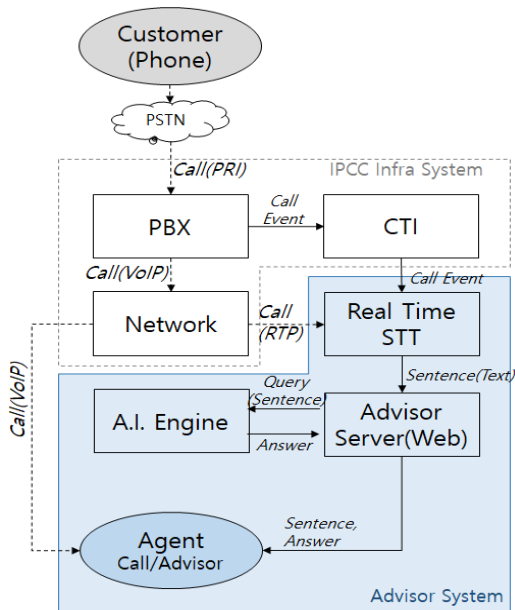 Customer
(Phone)
PSTN
Call(PRI)
IPCC Infra System
PBX
Call
Event
CTI
Call(VoIP)
Call Event
Network
Call
(RTP)
Real Time
STT
Call(VoIP)
Sentence(Text)
Query
(Sentence)
A.I. Engine
Answer
Advisor
Server(Web)
Agent
Call/Advisor
Sentence,
Answer
Advisor System